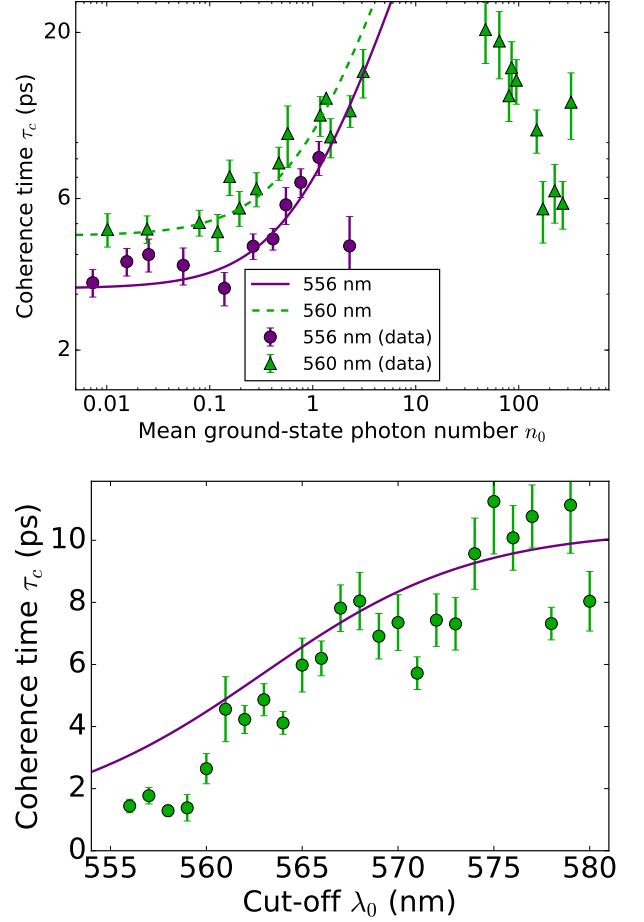 20
6
2
Coherence time τc (ps)
0.01 0.1 1 10 100
Mean ground-state photon number n0
556 nm
560 nm
556 nm (data)
560 nm (data)
10
8
6
4
2
0
Coherence time τc (ps)
555 560 565 570 575 580
Cut-off λ0 (nm)